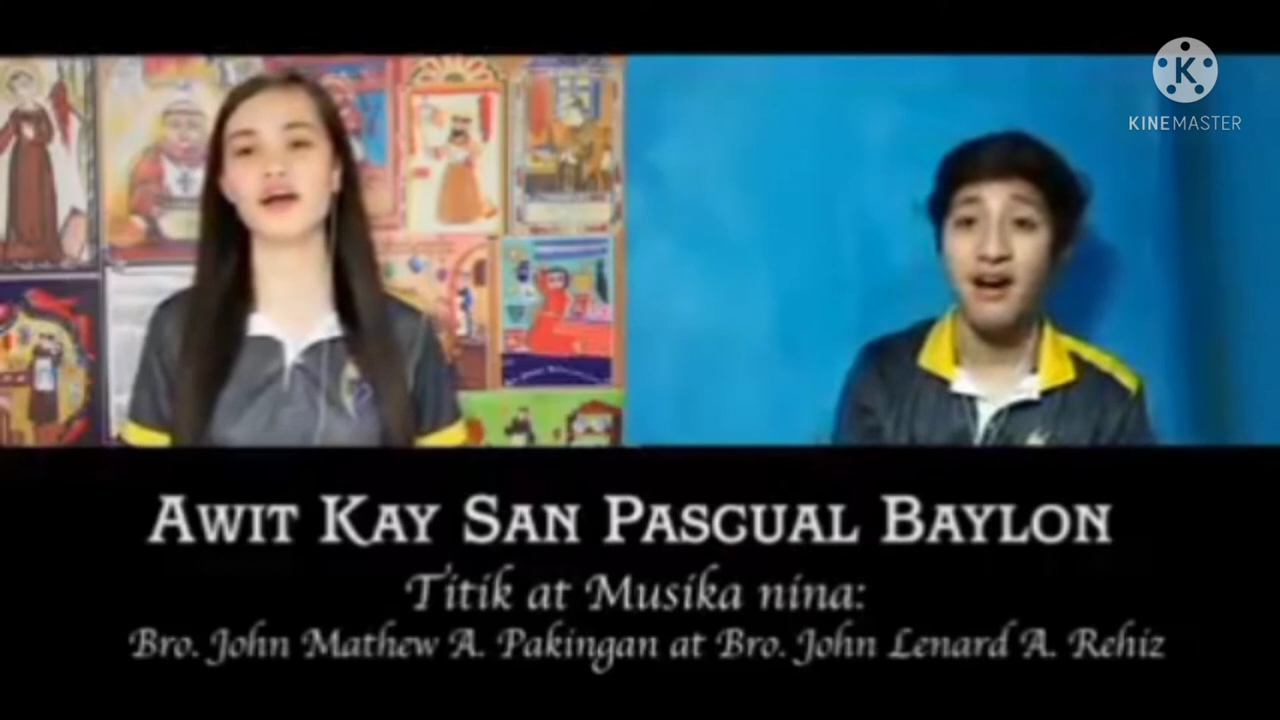 KINEMASTER
AWIT KAY SAN PASCUAL BAYLON
Titik at Musika nina:
Bro. John Mathew A. Pakingan at Bro. John Lenard A. Rehiz